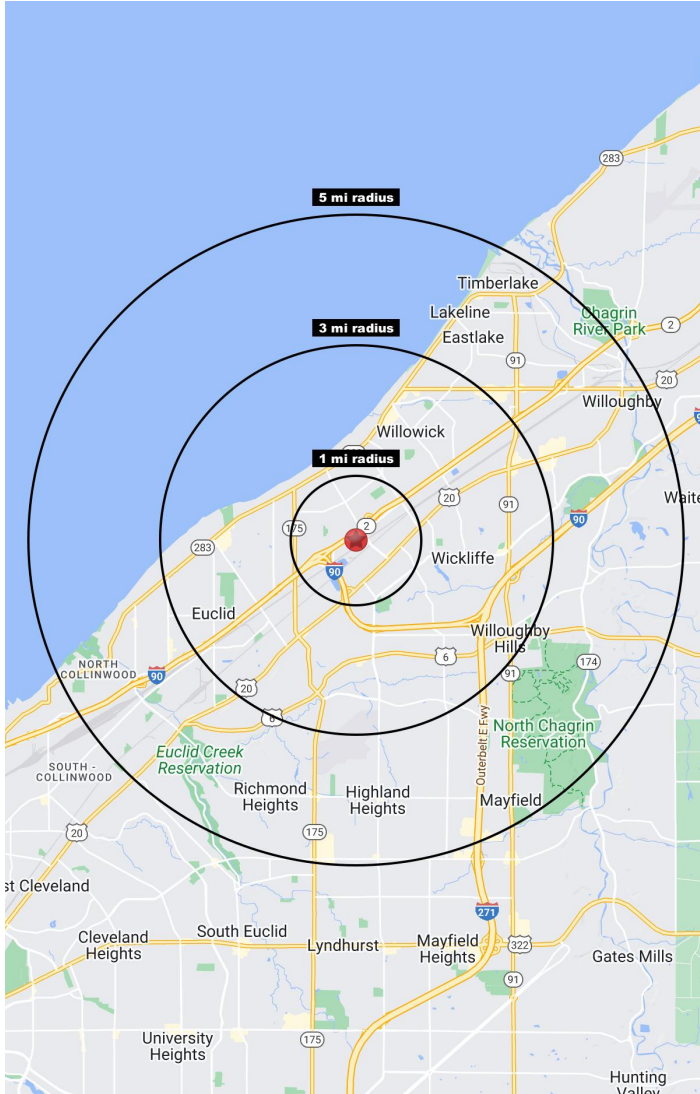 283
5 mi radius
Timberlake
Chagrin
River Park
Lakeline
2
Eastlake
3 mi radius
91
20
Willoughby
Willowick
1 mi radius
20
91
Waite
2
175
90
283
Wickliffe
90
Euclid
Willoughby
Hills
6
NORTH
COLLINWOOD
174
90
91
20
6
North Chagrin
Reservation
Outerbelt E Fwy
Euclid Creek
Reservation
SOUTH -
COLLINWOOD
Richmond
Heights
Highland
Heights
Mayfield
175
20
st Cleveland
271
South Euclid
Cleveland
Heights
Lyndhurst
Mayfield
Heights
322
Gates Mills
91
University
Heights
175
Hunting
Valley